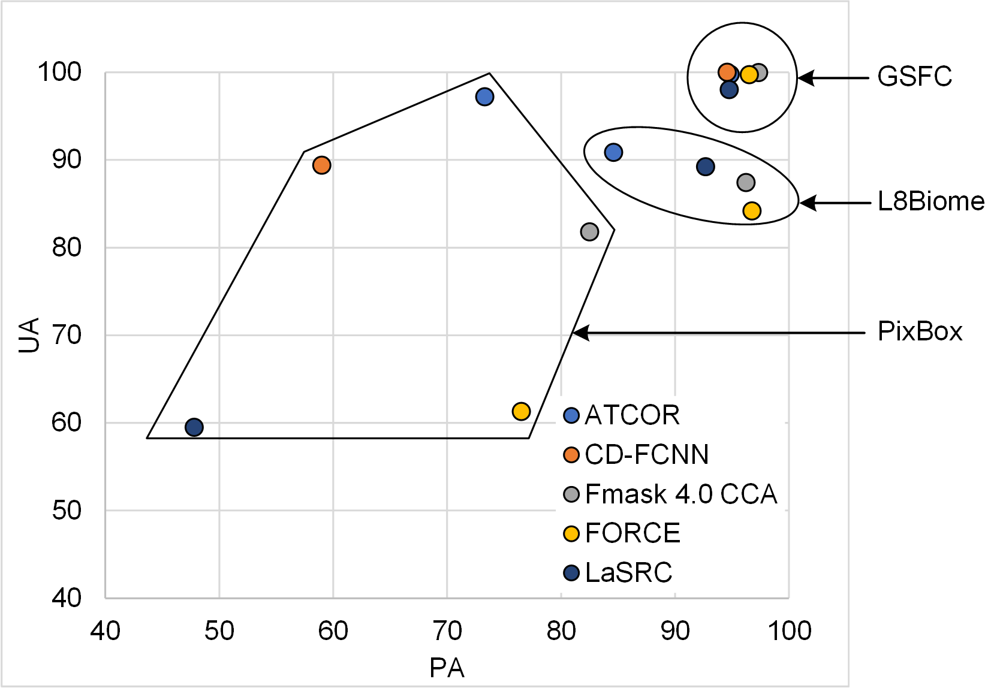 100
GSFC
90
L8Biome
80
UA
70
PixBox
60
ATCOR
CD-FCNN
50
Fmask 4.0 CCA
FORCE
LaSRC
40
40 50 60 70 80 90 100
PA